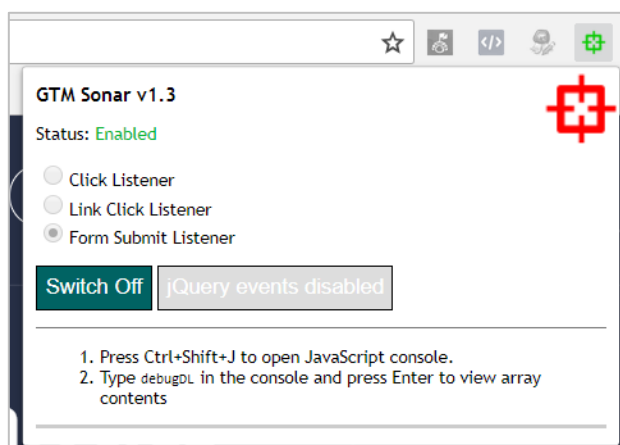 </>
GTM Sonar v1.3
Status: Enabled
Click Listener
Link Click Listener
Form Submit Listener
Switch Off jQuery events disabled
1. Press Ctrl+Shift+J to open JavaScript console.
2. Type debugDL in the console and press Enter to view array
contents